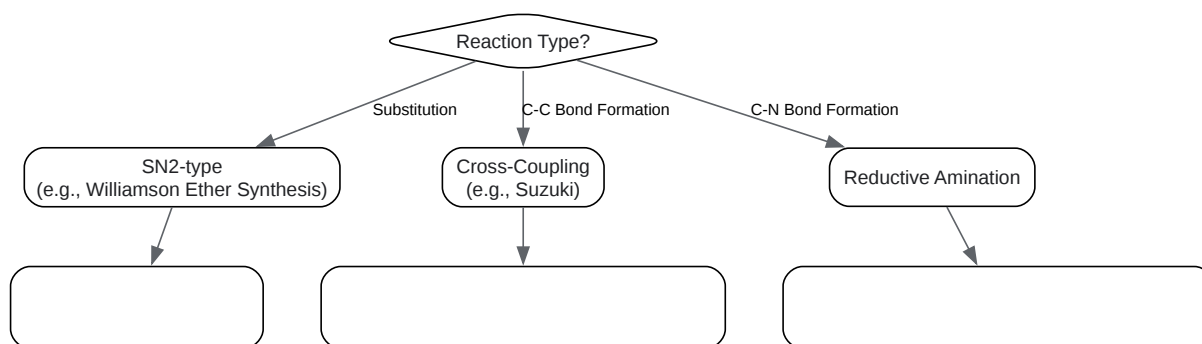 Reaction Type?
Substitution
C-C Bond Formation
C-N Bond Formation
SN2-type
(e.g., Williamson Ether Synthesis)
Cross-Coupling
(e.g., Suzuki)
Reductive Amination